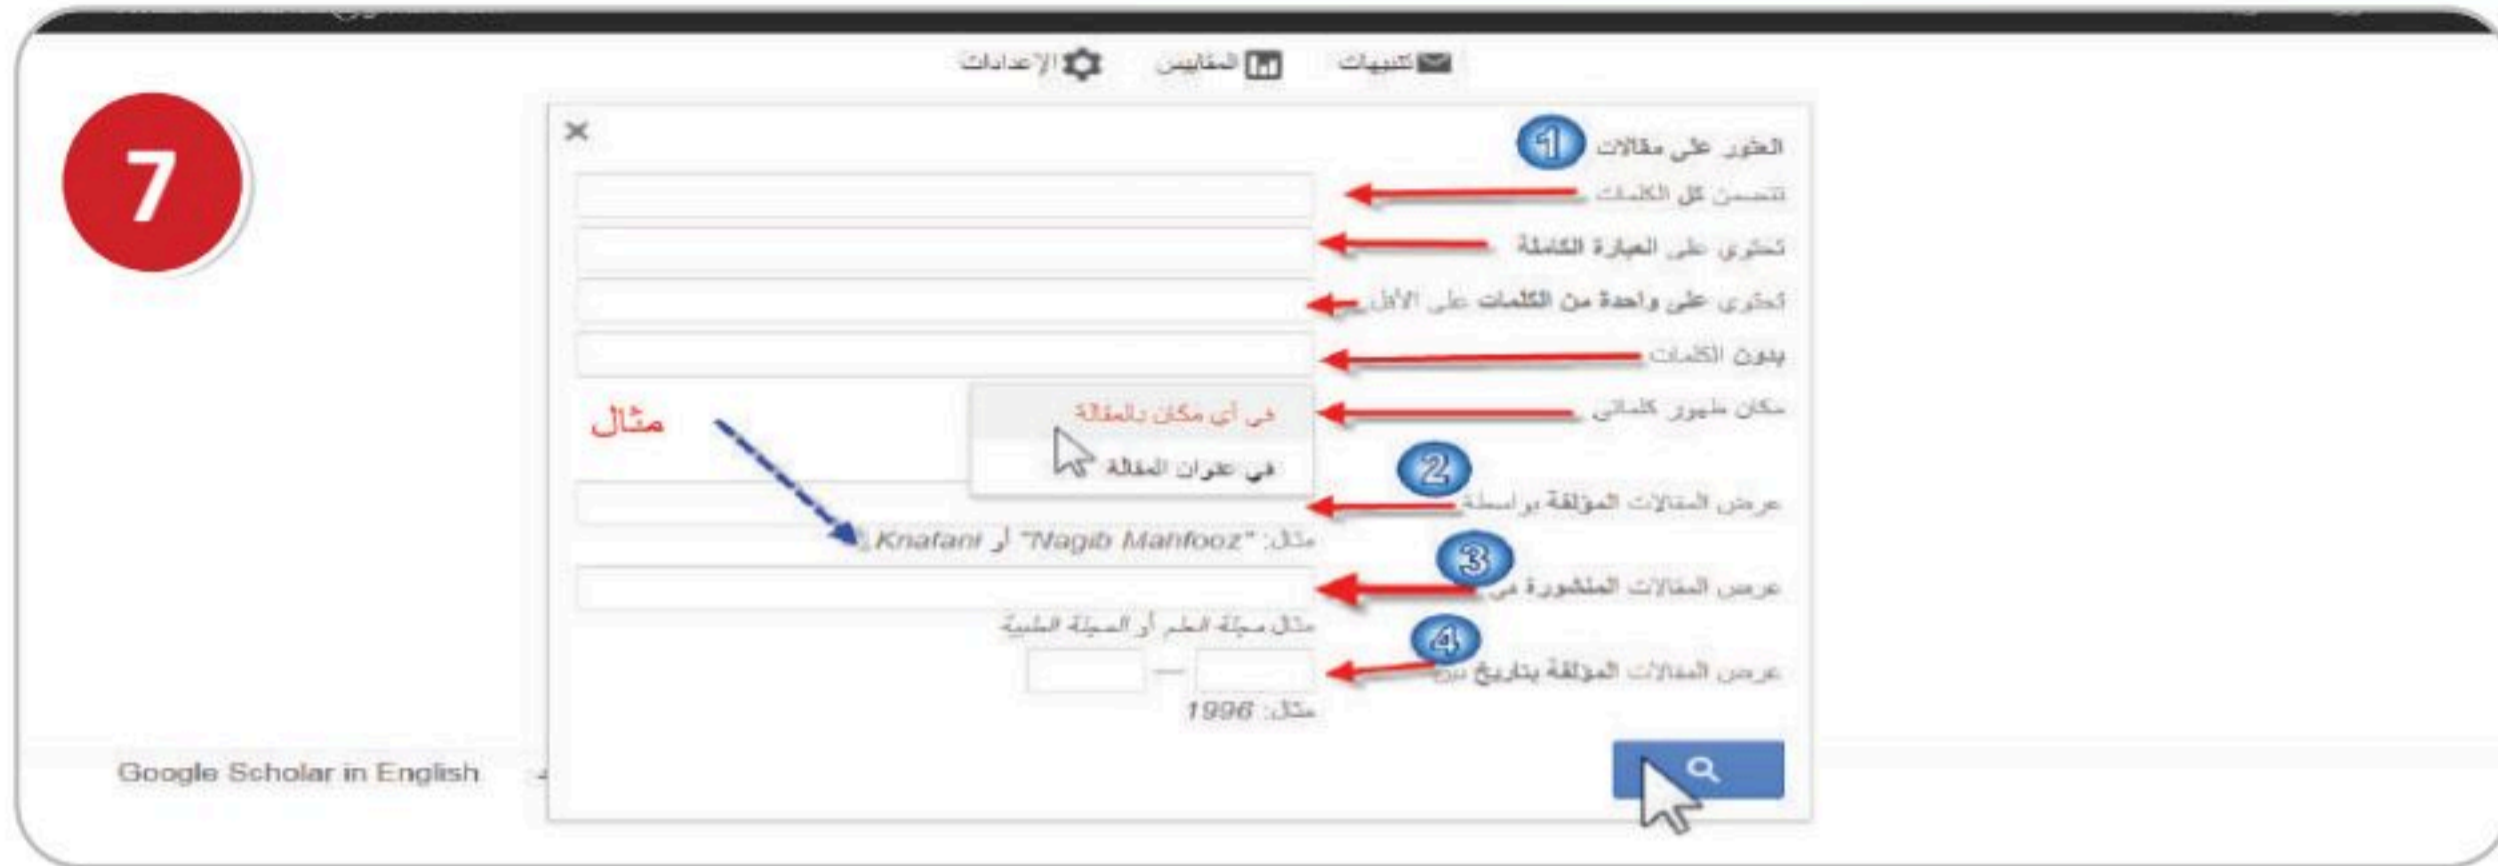 تنبيهات المقاييس الإعدادات
7
العثور على مقالات 1
تتضمن كل الكلمات
تحتوي على العبارة الكاملة
تحتوي على واحدة من الكلمات على الأقل
بدون الكلمات
مكان ظهور كلماتي
في أي مكان بالمقالة
مثال
في عنوان المقالة
2
عرض المقالات المؤلفة بواسطة
مثال: "Nagib Mahfooz" أو Knafani
3
عرض المقالات المنشورة في
مثال مجلة العلم أو المجلة الطبية
4
عرض المقالات المؤلفة بتاريخ
—
مثال: 1996
Google Scholar in English